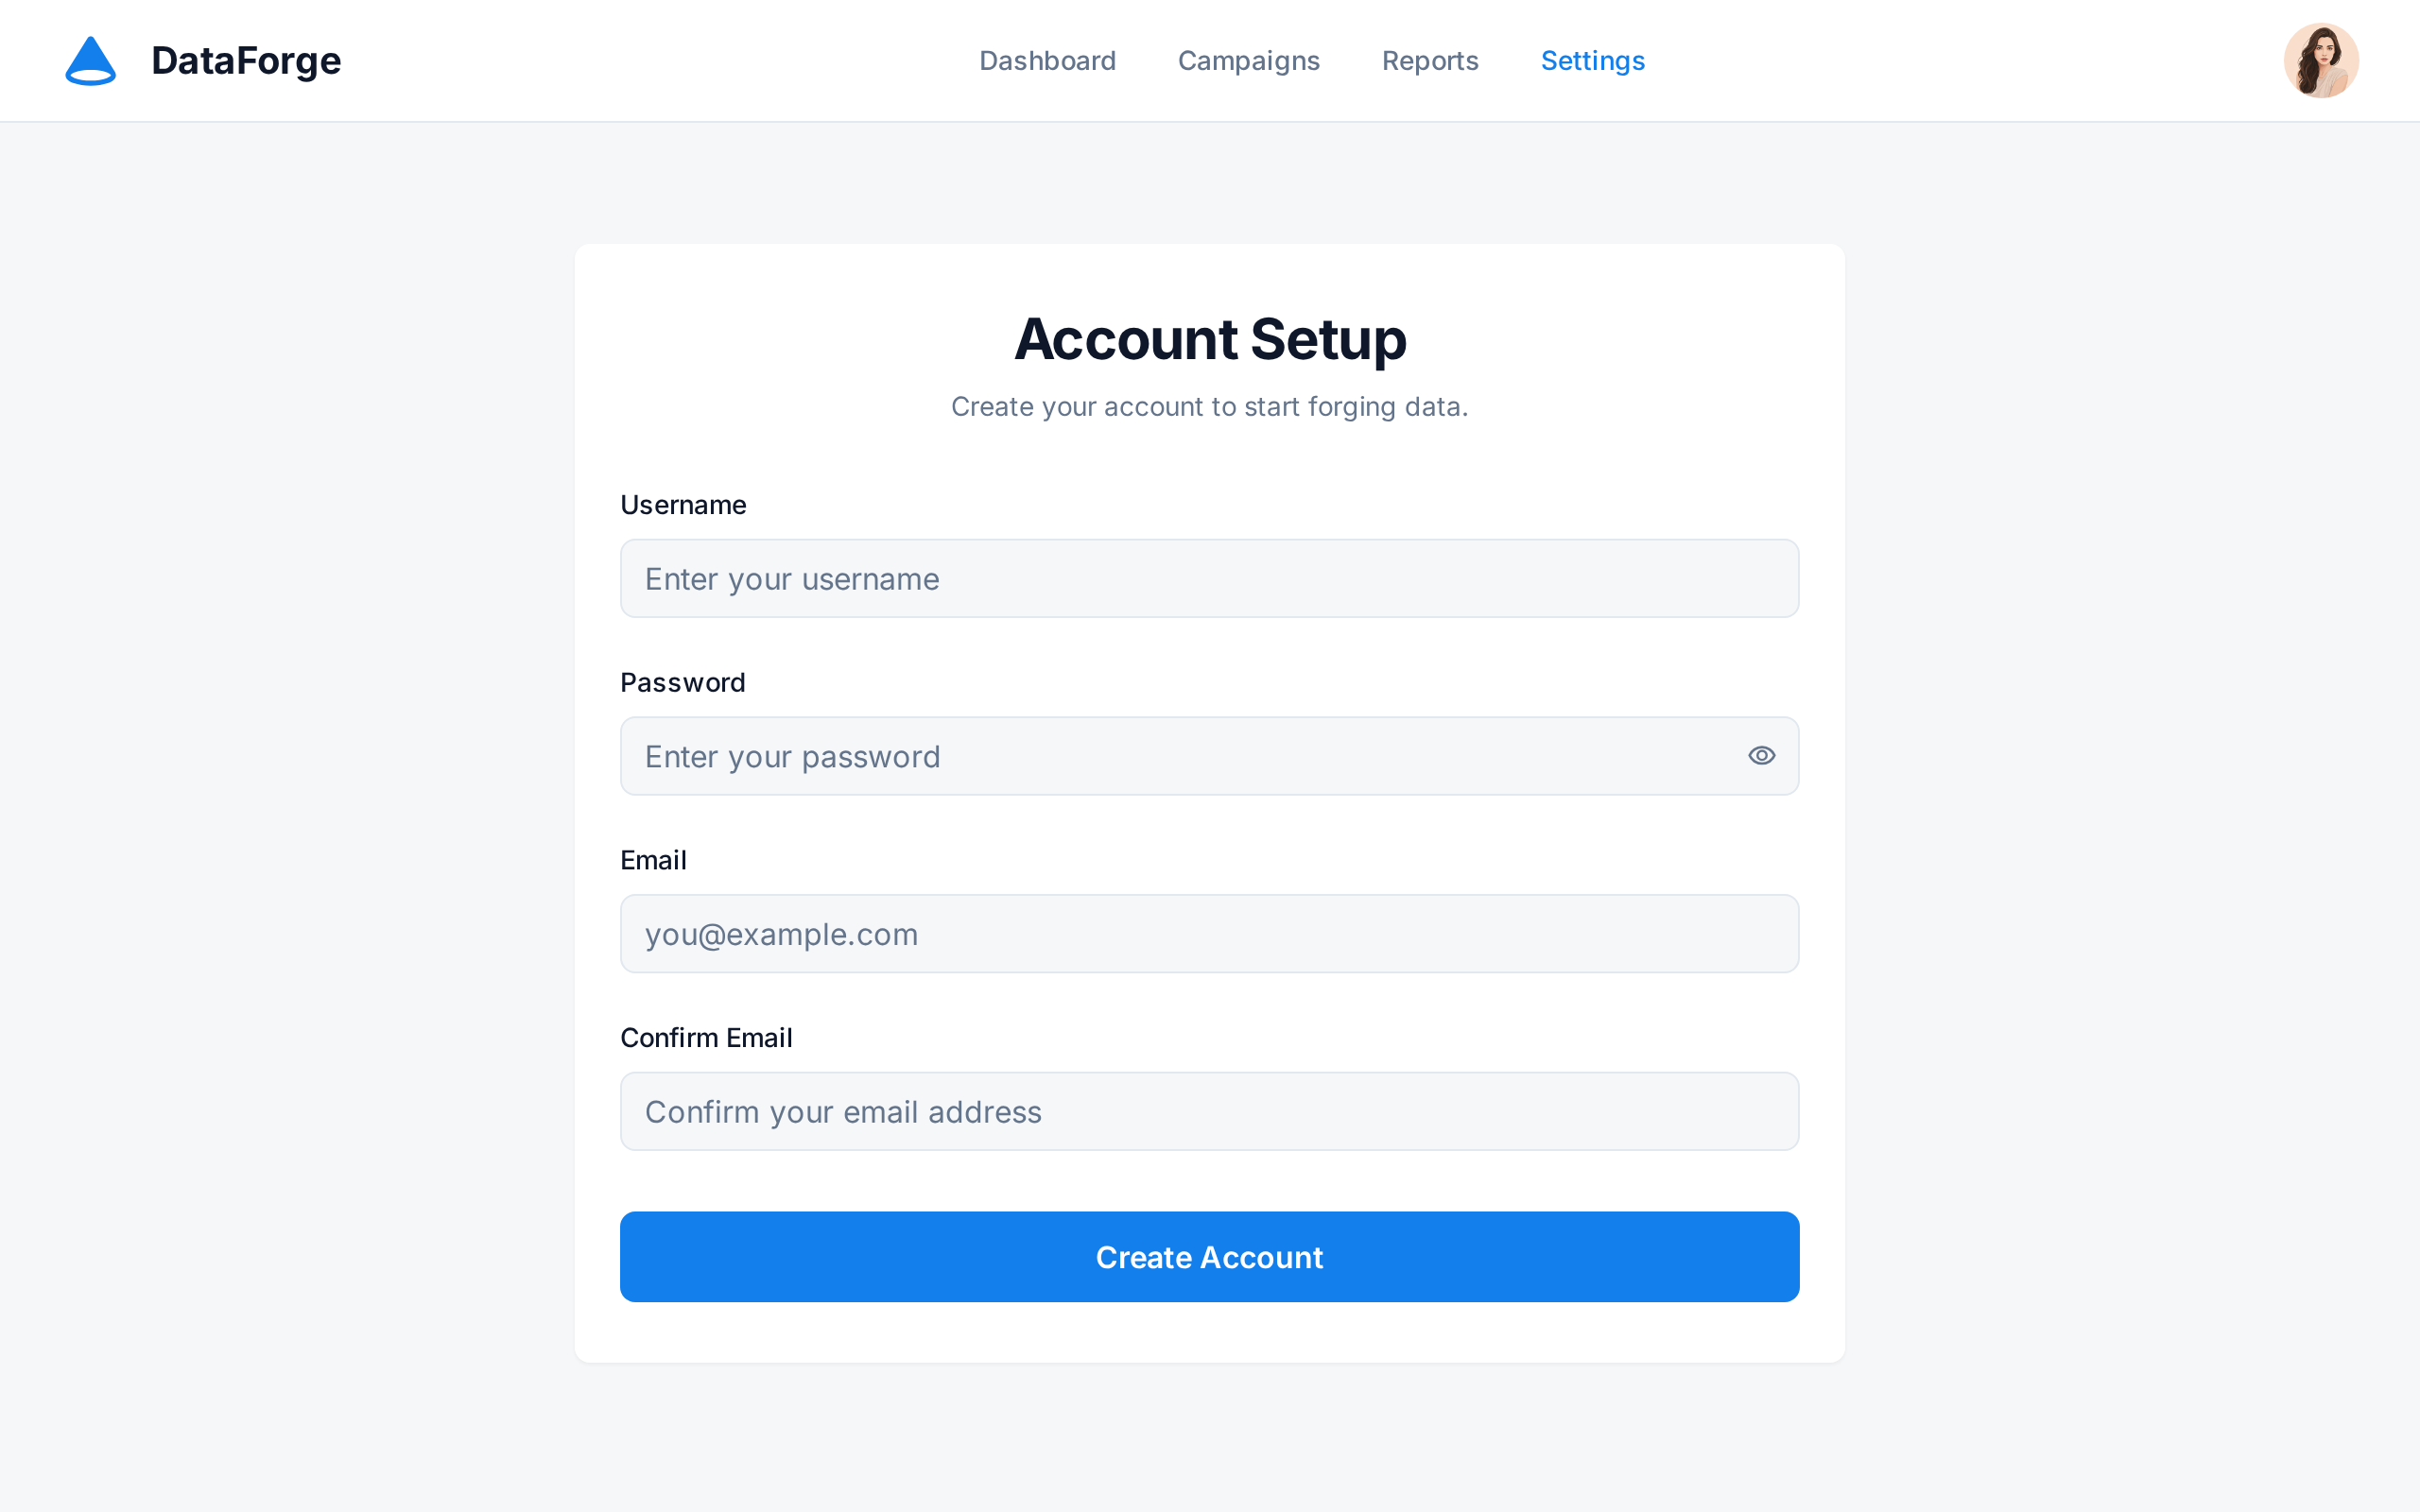 DataForge
Dashboard Campaigns Reports Settings
Account Setup
Create your account to start forging data.
Username
Enter your username
Password
Enter your password
Email
you@example.com
Confirm Email
Confirm your email address
Create Account